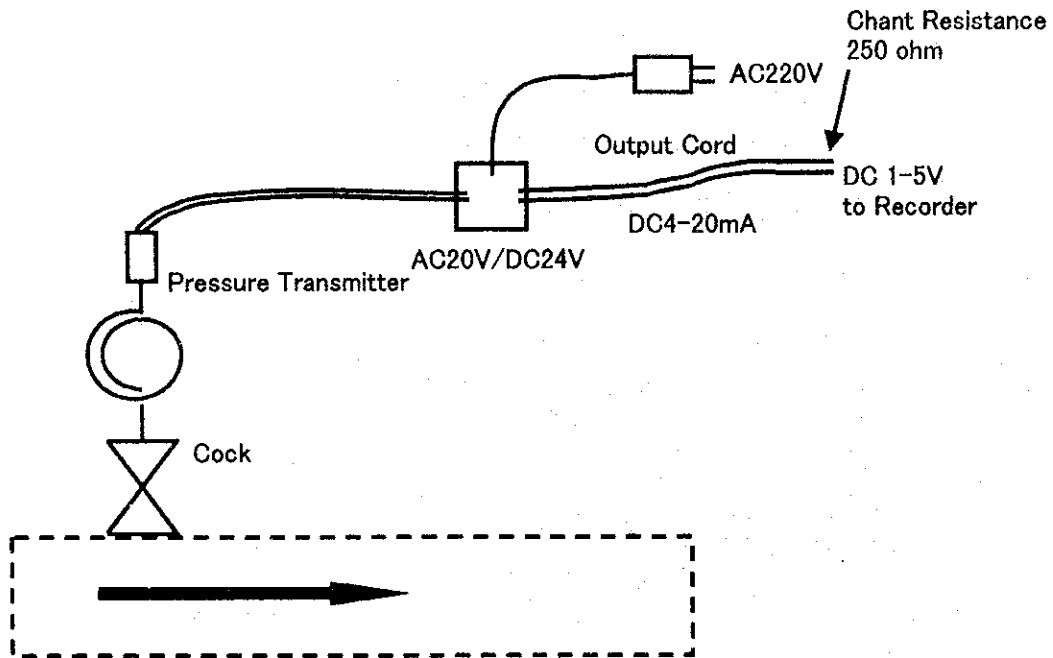 Chant Resistance
250 ohm
AC220V
Output Cord
DC 1-5V
to Recorder
DC4-20mA
AC20V/DC24V
Pressure Transmitter
Cock